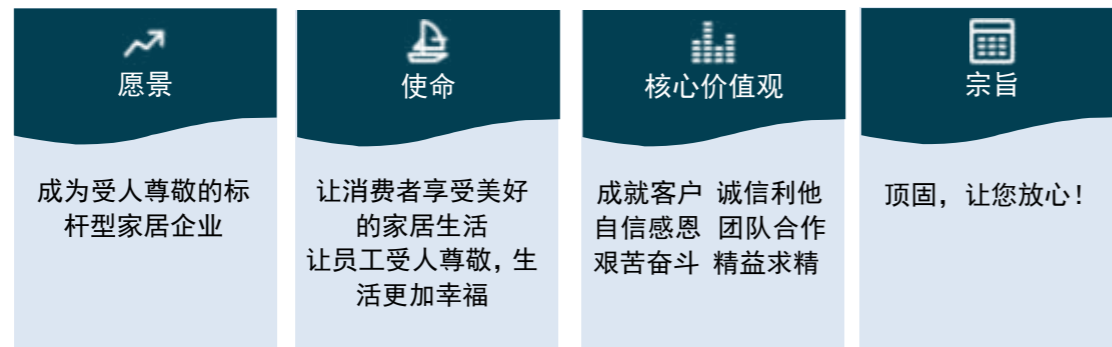 愿景
成为受人尊敬的标
杆型家居企业
使命
让消费者享受美好
的家居生活
让员工受人尊敬，生
活更加幸福
核心价值观
成就客户 诚信利他
自信感恩 团队合作
艰苦奋斗 精益求精
宗旨
顶固，让您放心！